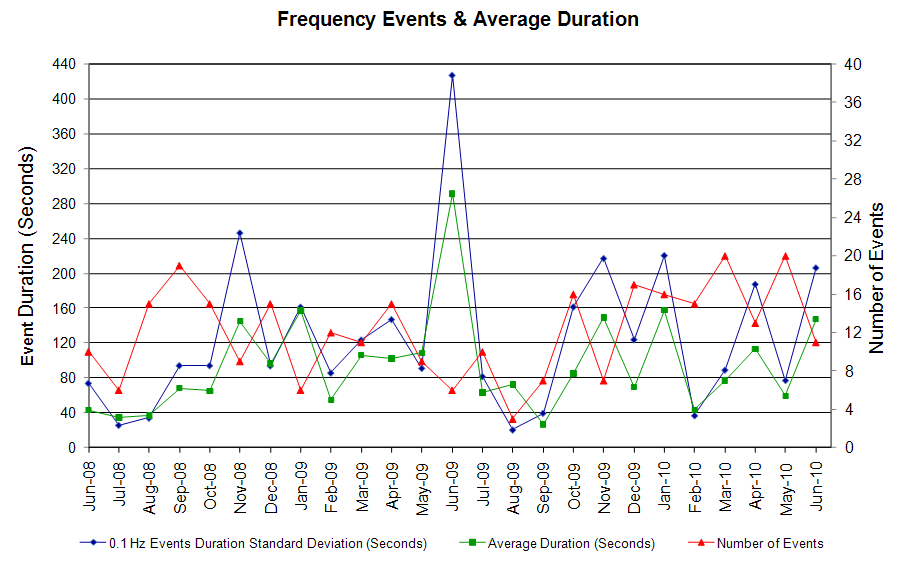 Frequency Events & Average Duration
Event Duration (Seconds)
440
400
360
320
280
240
200
160
120
80
40
0
40
36
32
28
24
20
16
12
8
4
0
Number of Events
Jun-08
Jul-08
Aug-08
Sep-08
Oct-08
Nov-08
Dec-08
Jan-09
Feb-09
Mar-09
Apr-09
May-09
Jun-09
Jul-09
Aug-09
Sep-09
Oct-09
Nov-09
Dec-09
Jan-10
Feb-10
Mar-10
Apr-10
May-10
Jun-10
0.1 Hz Events Duration Standard Deviation (Seconds)
Average Duration (Seconds)
Number of Events